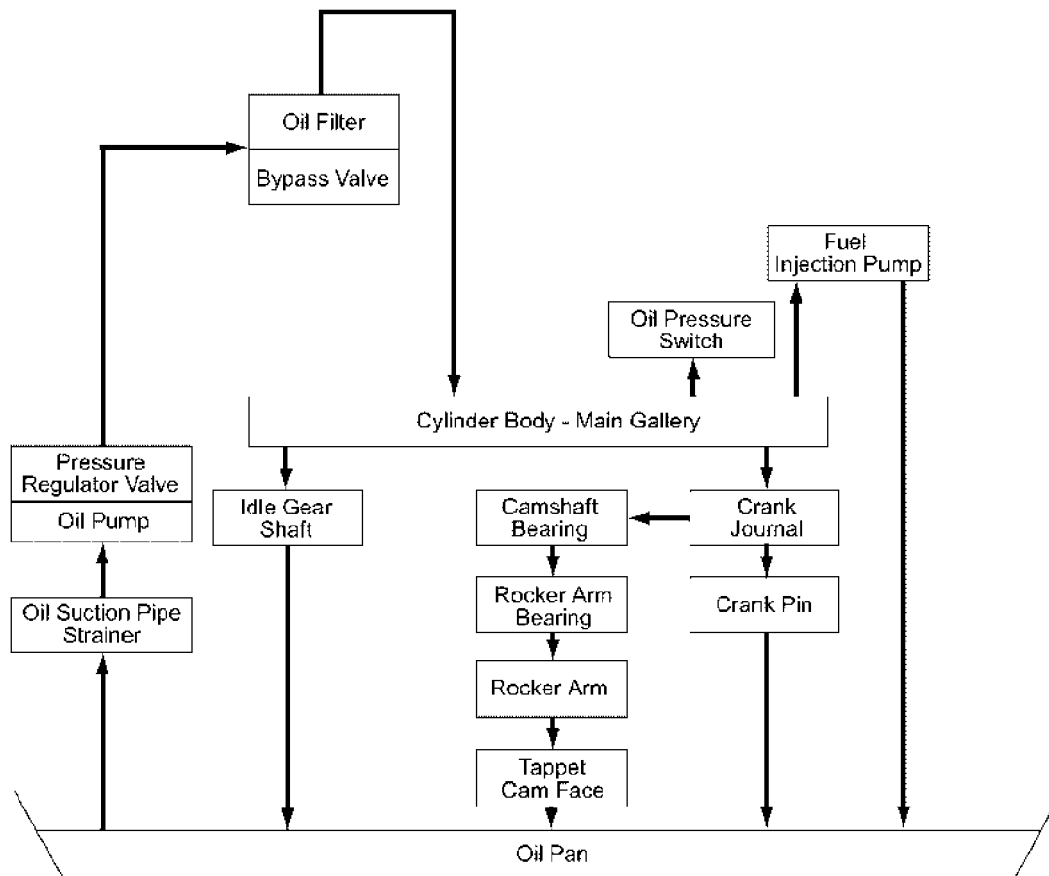 Oil Filter
Bypass Valve
Fuel
Injection Pump
Oil Pressure
Switch
Cylinder Body - Main Gallery
Pressure
Regulator Valve
Oil Pump
Idle Gear
Shaft
Camshaft
Bearing
Crank
Journal
Oil Suction Pipe
Strainer
Rocker Arm
Bearing
Crank Pin
Rocker Arm
Tappet
Cam Face
Oil Pan